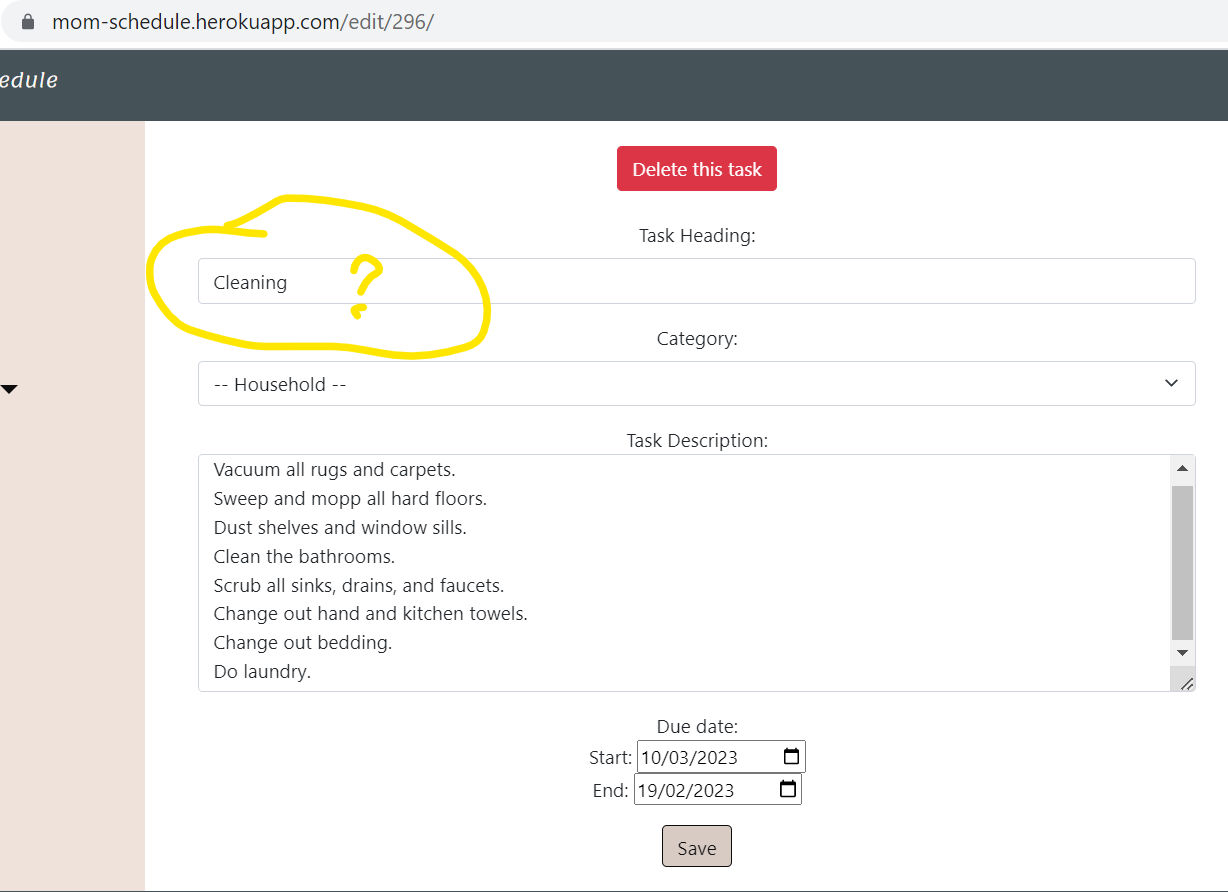 mom-schedule.herokuapp.com/edit/296/
edule
Delete this task
Task Heading:
Cleaning ?
Category:
-- Household --
Task Description:
Vacuum all rugs and carpets.
Sweep and mopp all hard floors.
Dust shelves and window sills.
Clean the bathrooms.
Scrub all sinks, drains, and faucets.
Change out hand and kitchen towels.
Change out bedding.
Do laundry.
Due date:
Start: 10/03/2023
End: 19/02/2023
Save